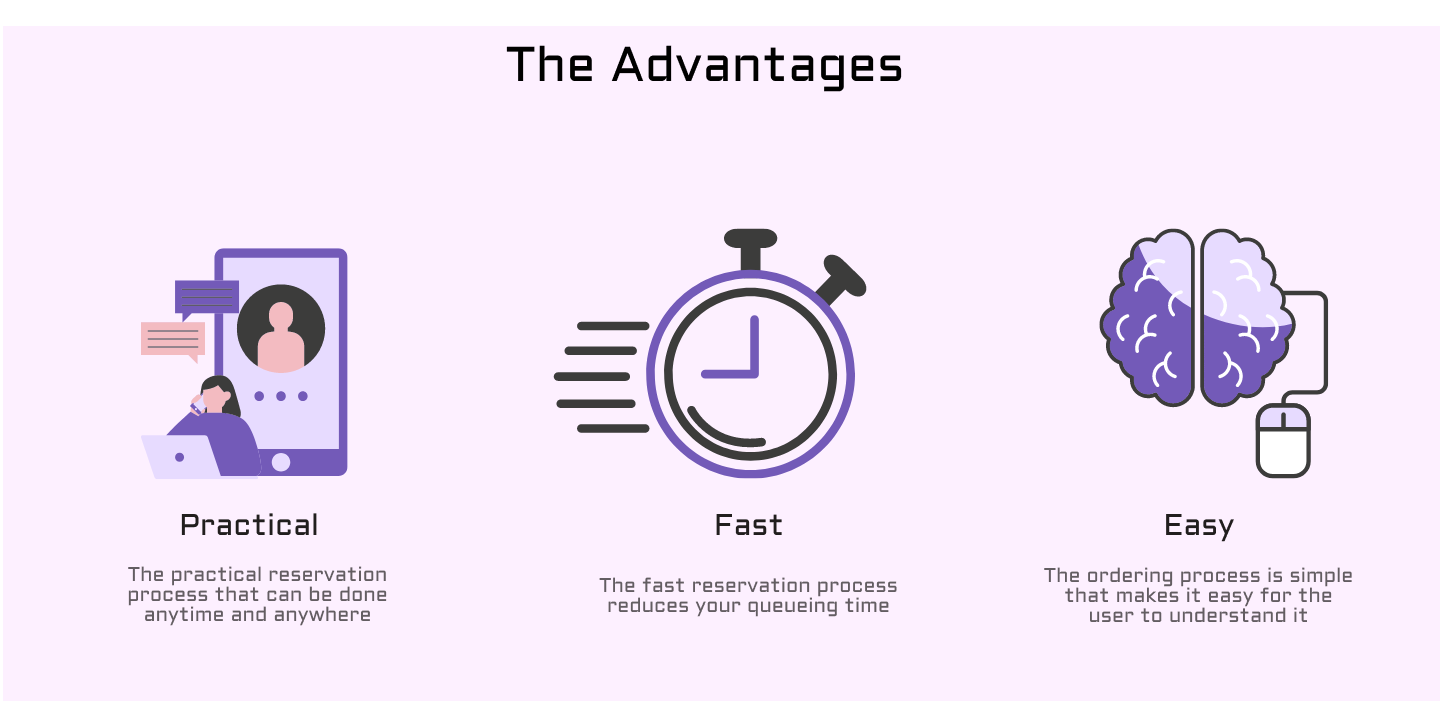 The Advantages
Practical
The practical reservation
process that can be done
anytime and anywhere
Fast
The fast reservation process
reduces your queueing time
Easy
The ordering process is simple
that makes it easy for the
user to understand it